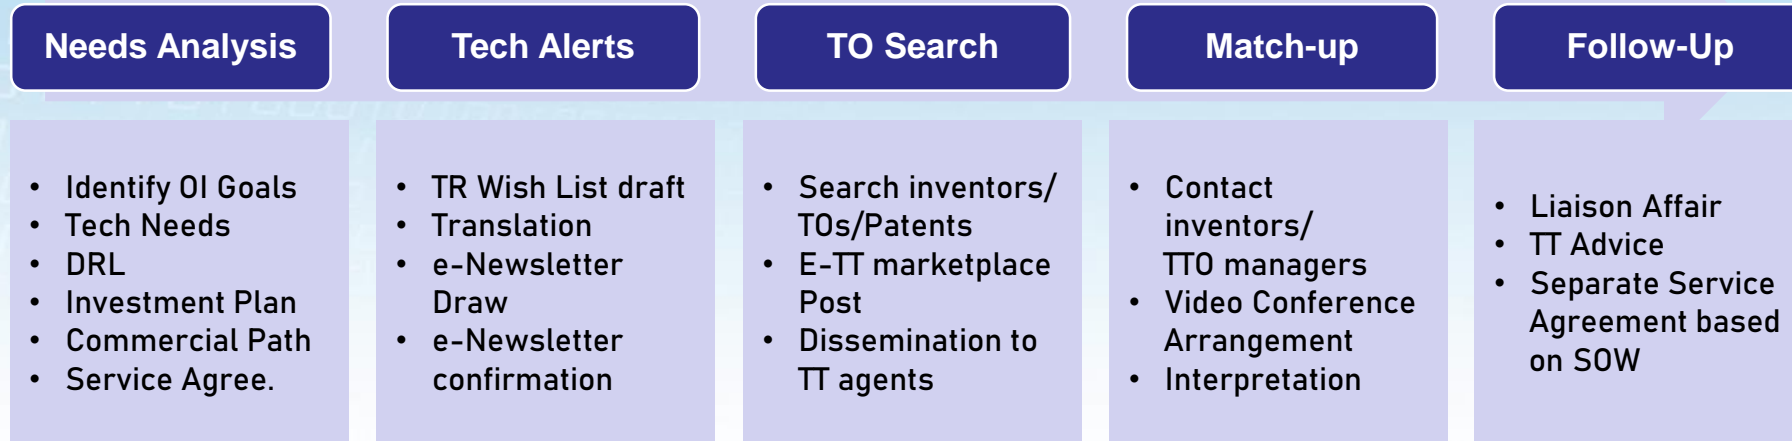 Needs Analysis
• Identify OI Goals
• Tech Needs
• DRL
• Investment Plan
• Commercial Path
• Service Agree.
Tech Alerts
• TR Wish List draft
• Translation
• e-Newsletter
Draw
• e-Newsletter
confirmation
TO Search
• Search inventors/
TOs/Patents
• E-TT marketplace
Post
• Dissemination to
TT agents
Match-up
• Contact
inventors/
TTO managers
• Video Conference
Arrangement
• Interpretation
Follow-Up
• Liaison Affair
• TT Advice
• Separate Service
Agreement based
on SOW